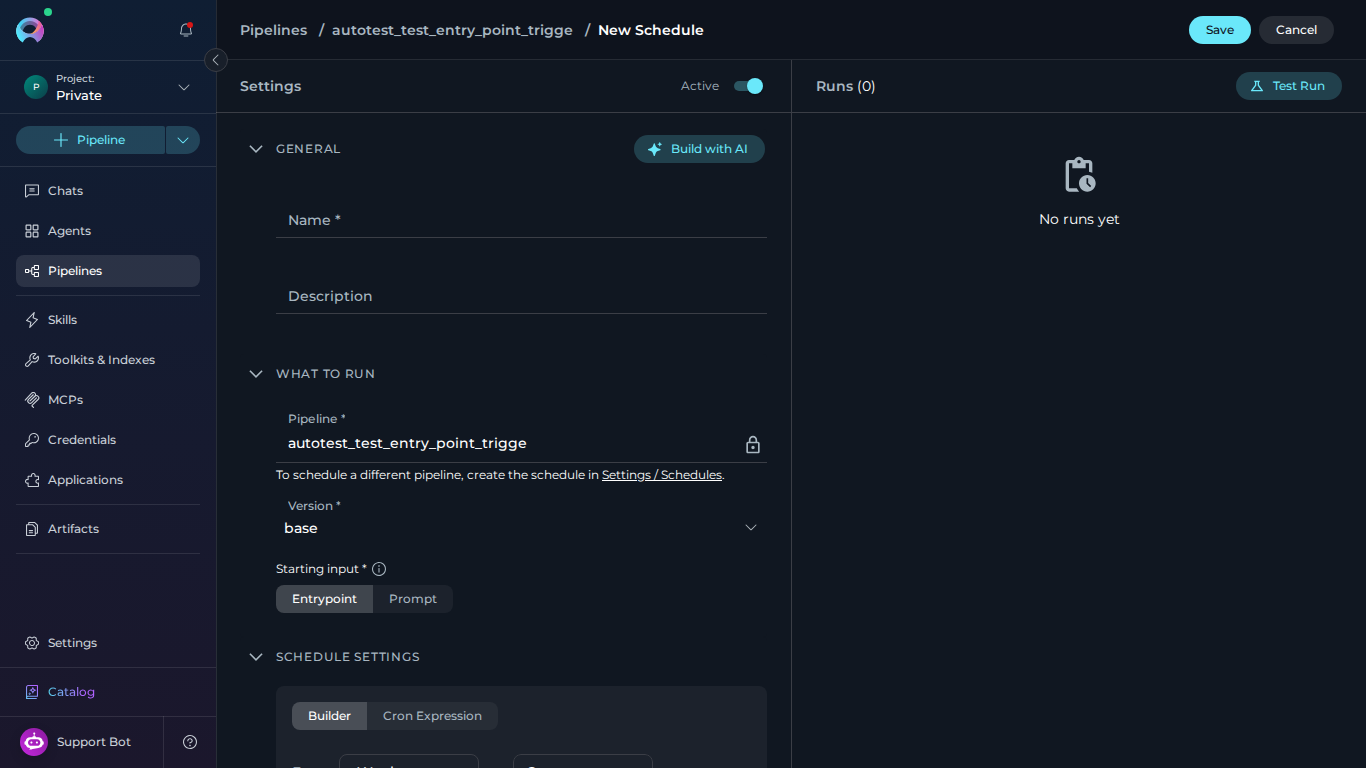 Pipelines / autotest_test_entry_point_trigge / New Schedule
Save
Cancel
P
Project:
Private
Pipeline
Chats
Agents
Pipelines
Skills
Toolkits & Indexes
MCPs
Credentials
Applications
Artifacts
Settings
Catalog
Support Bot
Settings
Active
GENERAL
Build with AI
Name *
Description
WHAT TO RUN
Pipeline *
autotest_test_entry_point_trigge
To schedule a different pipeline, create the schedule in Settings / Schedules.
Version *
base
Starting input *
Entrypoint
Prompt
SCHEDULE SETTINGS
Builder
Cron Expression
Runs (0)
Test Run
No runs yet